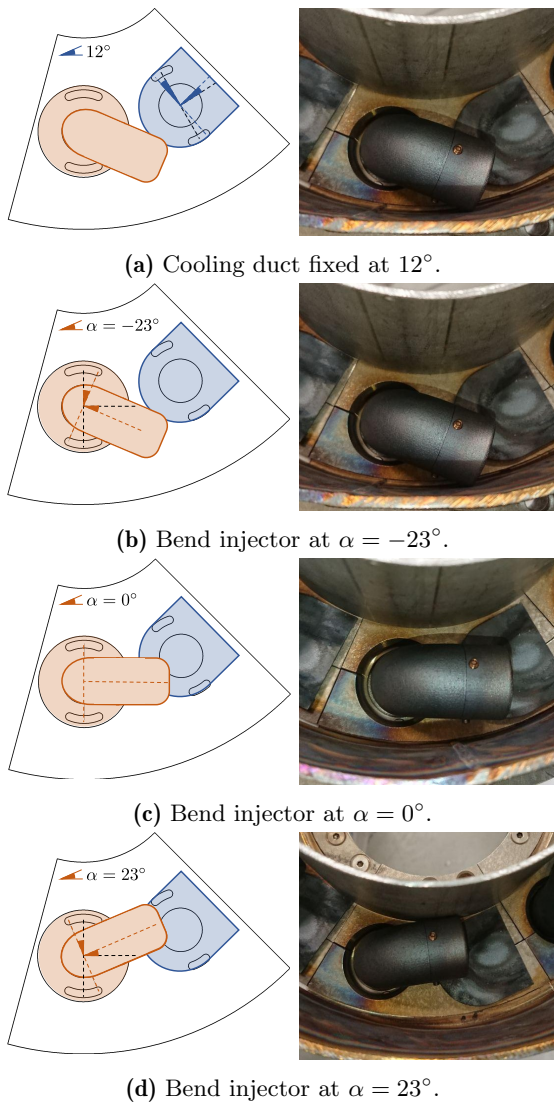 12°
(a) Cooling duct fixed at 12°.
α = −23°
(b) Bend injector at α = −23°.
α = 0°
(c) Bend injector at α = 0°.
α = 23°
(d) Bend injector at α = 23°.